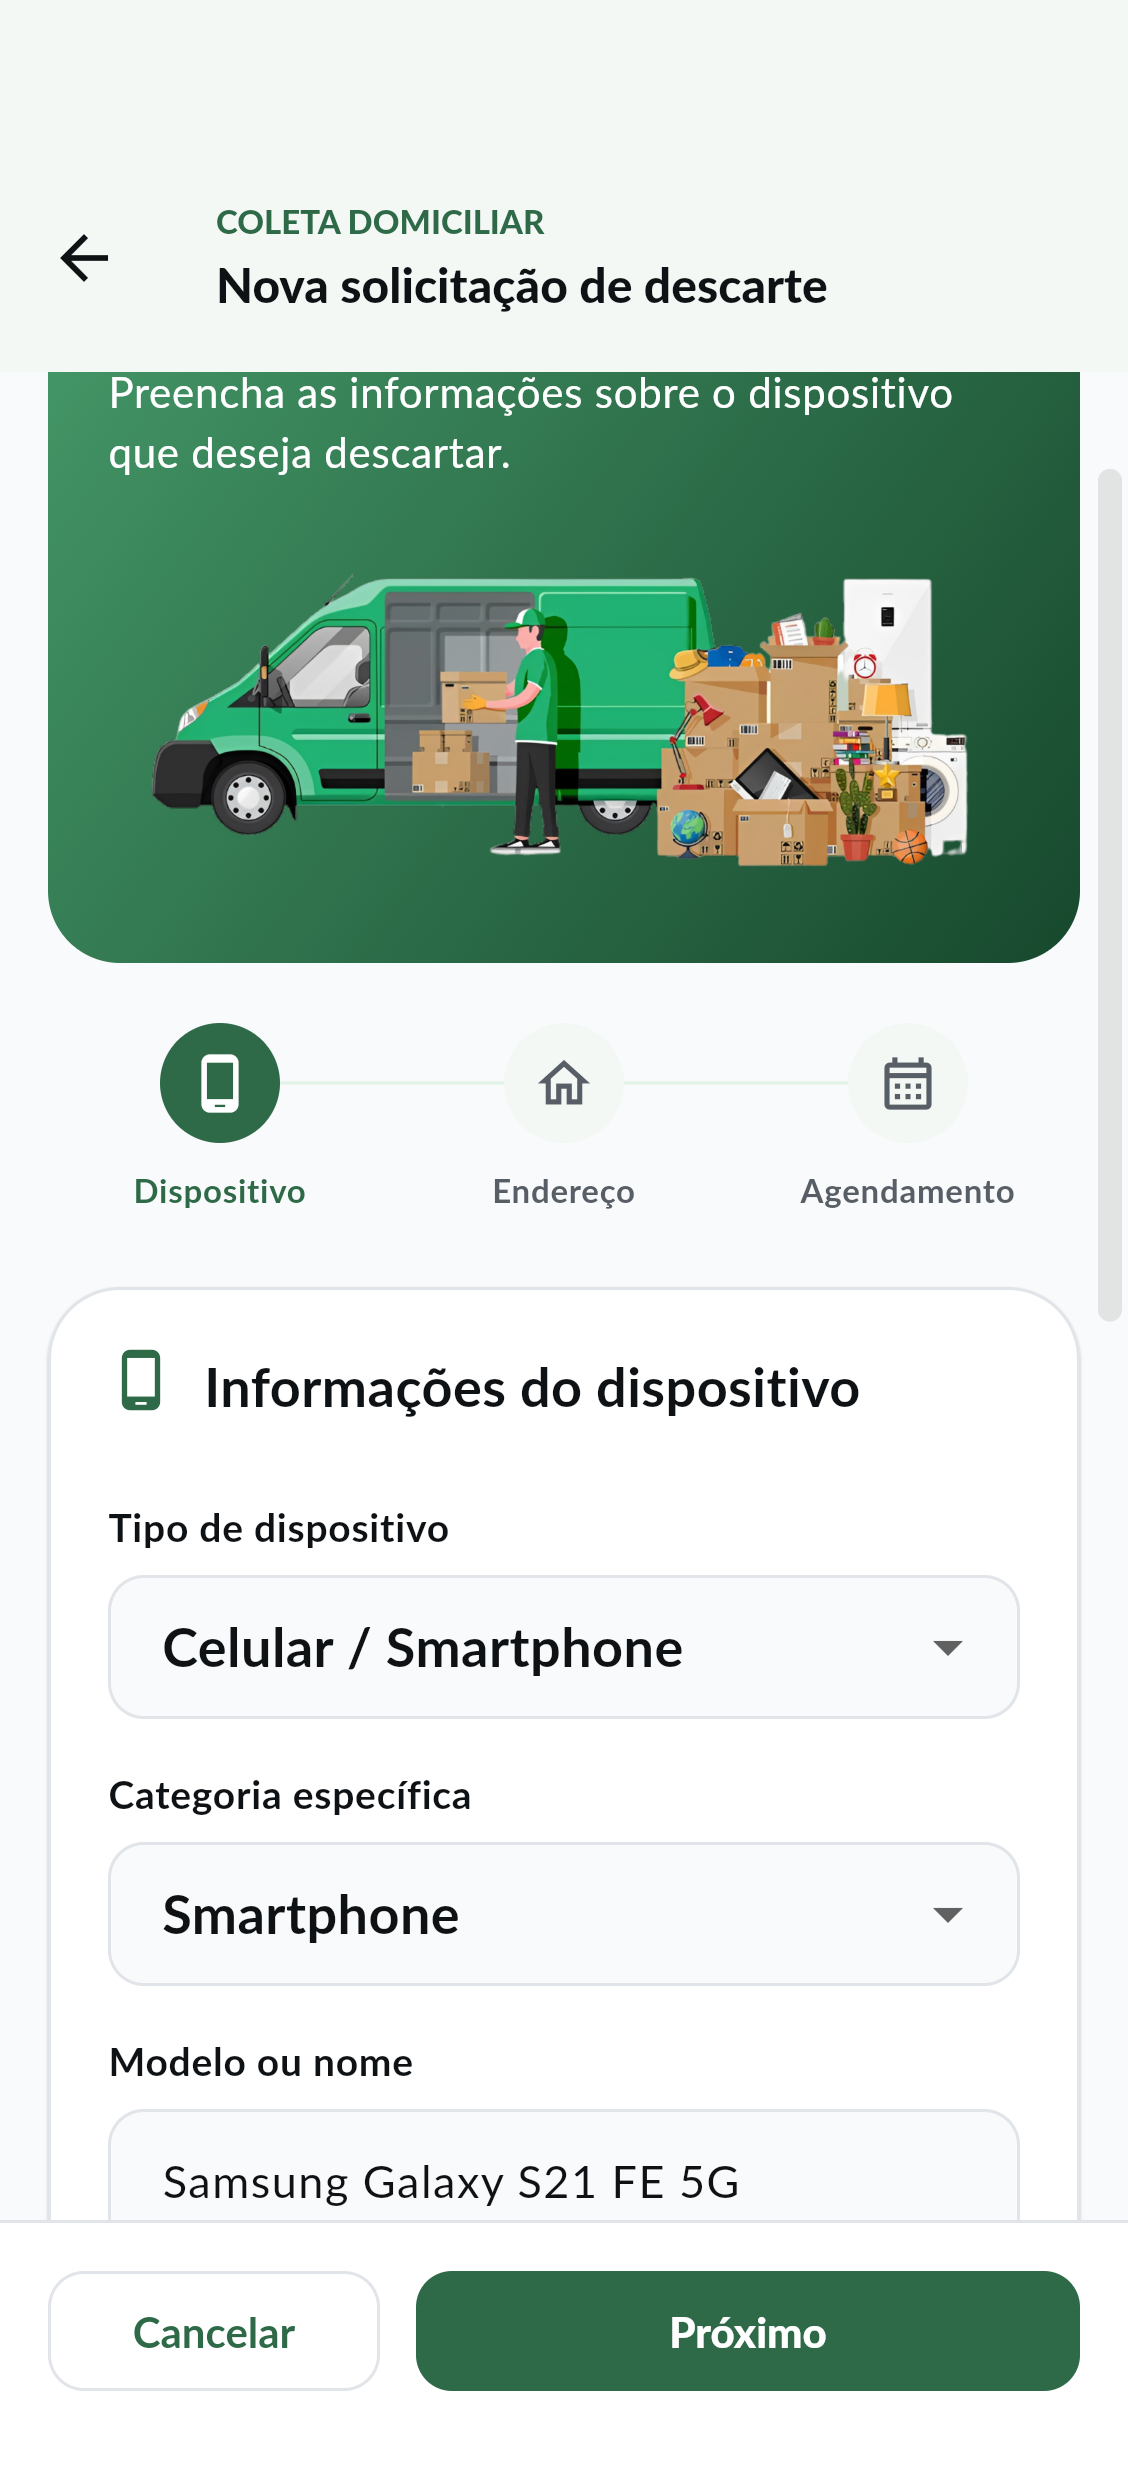 COLETA DOMICILIAR
Nova solicitação de descarte
Preencha as informações sobre o dispositivo
que deseja descartar.
Dispositivo
Endereço
Agendamento
Informações do dispositivo
Tipo de dispositivo
Celular / Smartphone
Categoria específica
Smartphone
Modelo ou nome
Samsung Galaxy S21 FE 5G
Cancelar
Próximo